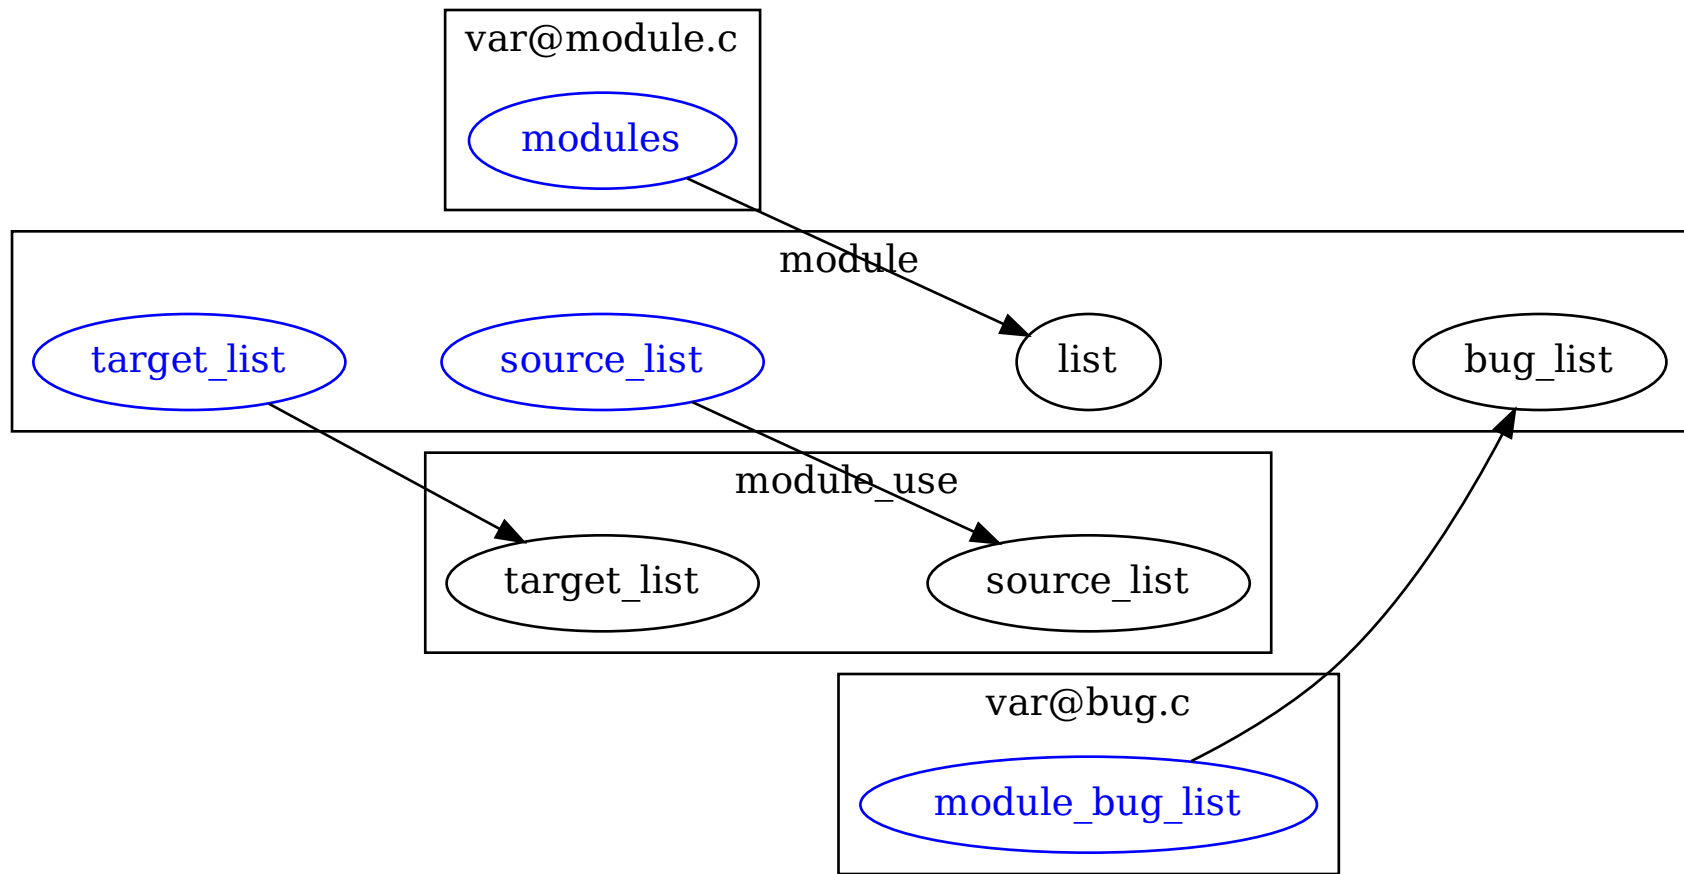 var@module.c
modules
module
target_list
source_list
list
bug_list
module_use
target_list
source_list
var@bug.c
module_bug_list